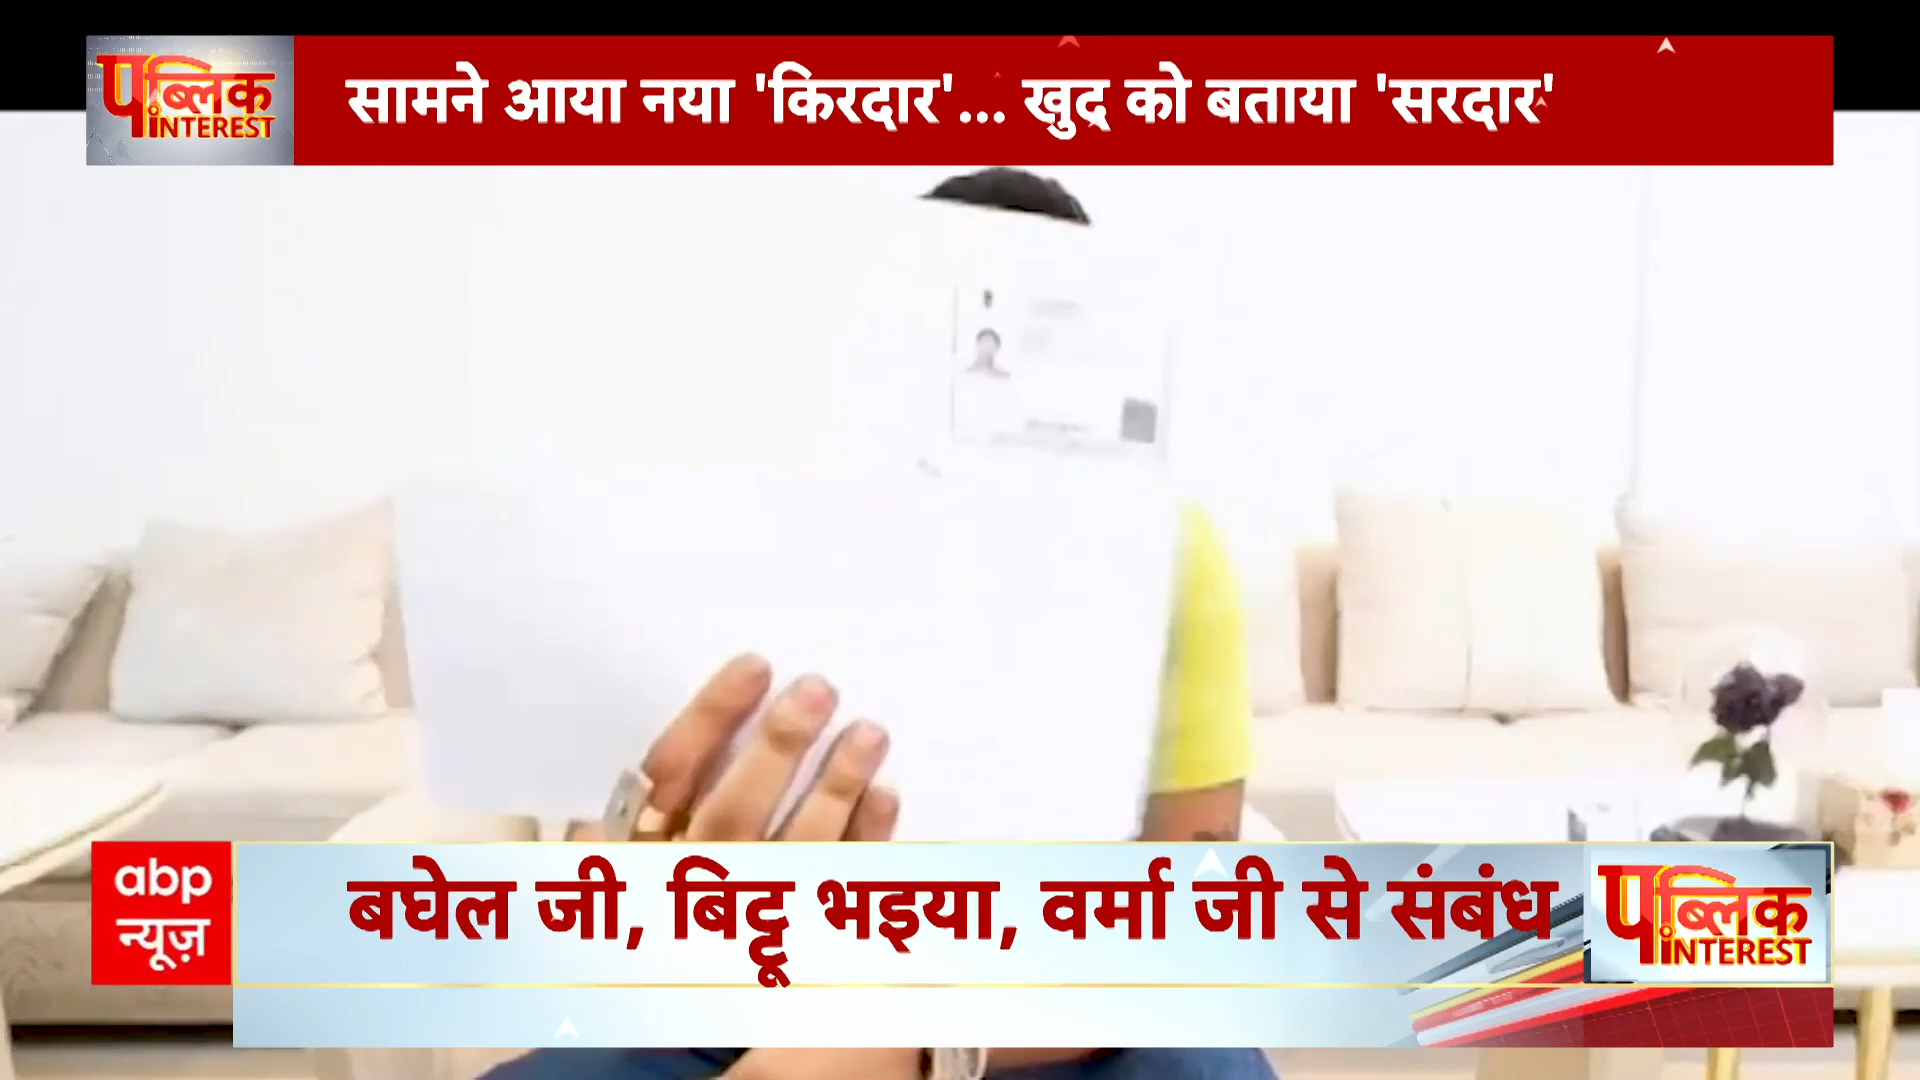 पब्लिक
INTEREST
सामने आया नया 'किरदार'... खुद को बताया 'सरदार'
abp
न्यूज़
बघेल जी, बिट्टू भइया, वर्मा जी से संबंध
पब्लिक
INTEREST